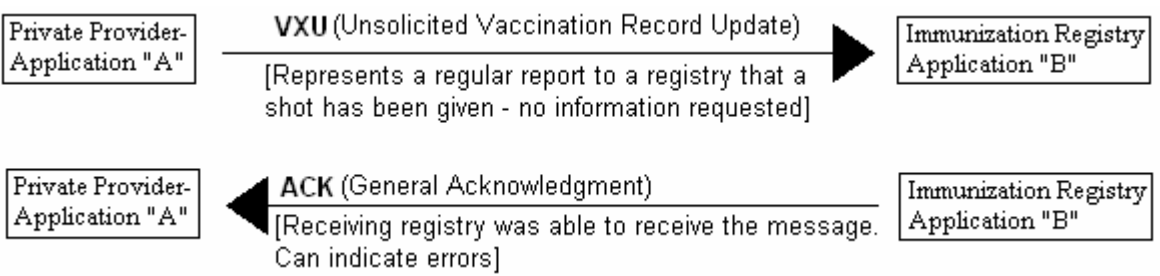 Private Provider-
Application "A"
VXU (Unsolicited Vaccination Record Update)
[Represents a regular report to a registry that a
shot has been given - no information requested]
Immunization Registry
Application "B"
Private Provider-
Application "A"
ACK (General Acknowledgment)
[Receiving registry was able to receive the message.
Can indicate errors]
Immunization Registry
Application "B"